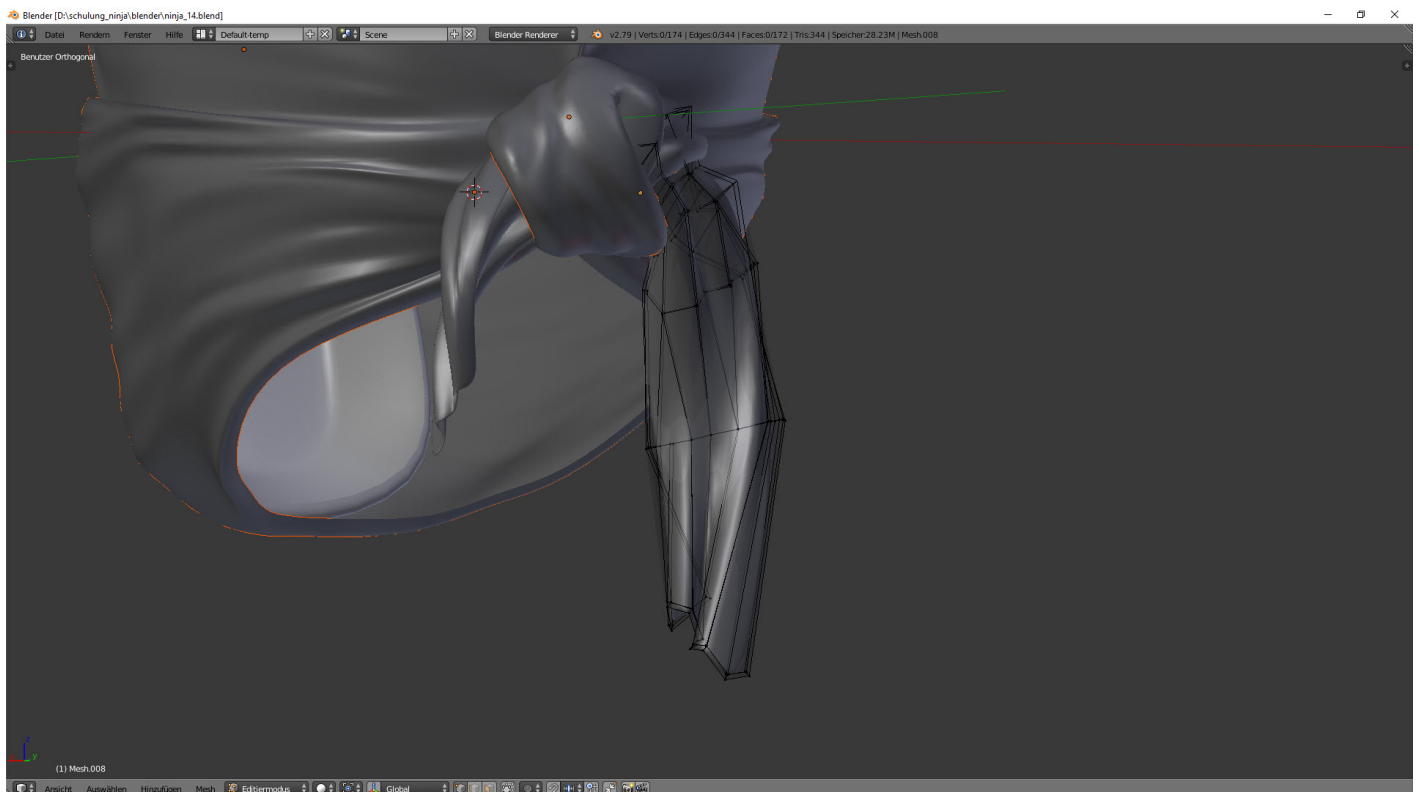 Blender [D:\schulung_ninja\blender\ninja_14.blend]
Datei Rendern Fenster Hilfe Default-temp Scene Blender Renderer v2.79 | Verts:0/174 | Edges:0/344 | Faces:0/172 | Tris:344 | Speicher:28.23M | Mesh.008
Benutzer Orthogonal
z
y
(1) Mesh.008
Ansicht Auswählen Hinzufügen Mesh Editiermodus Global